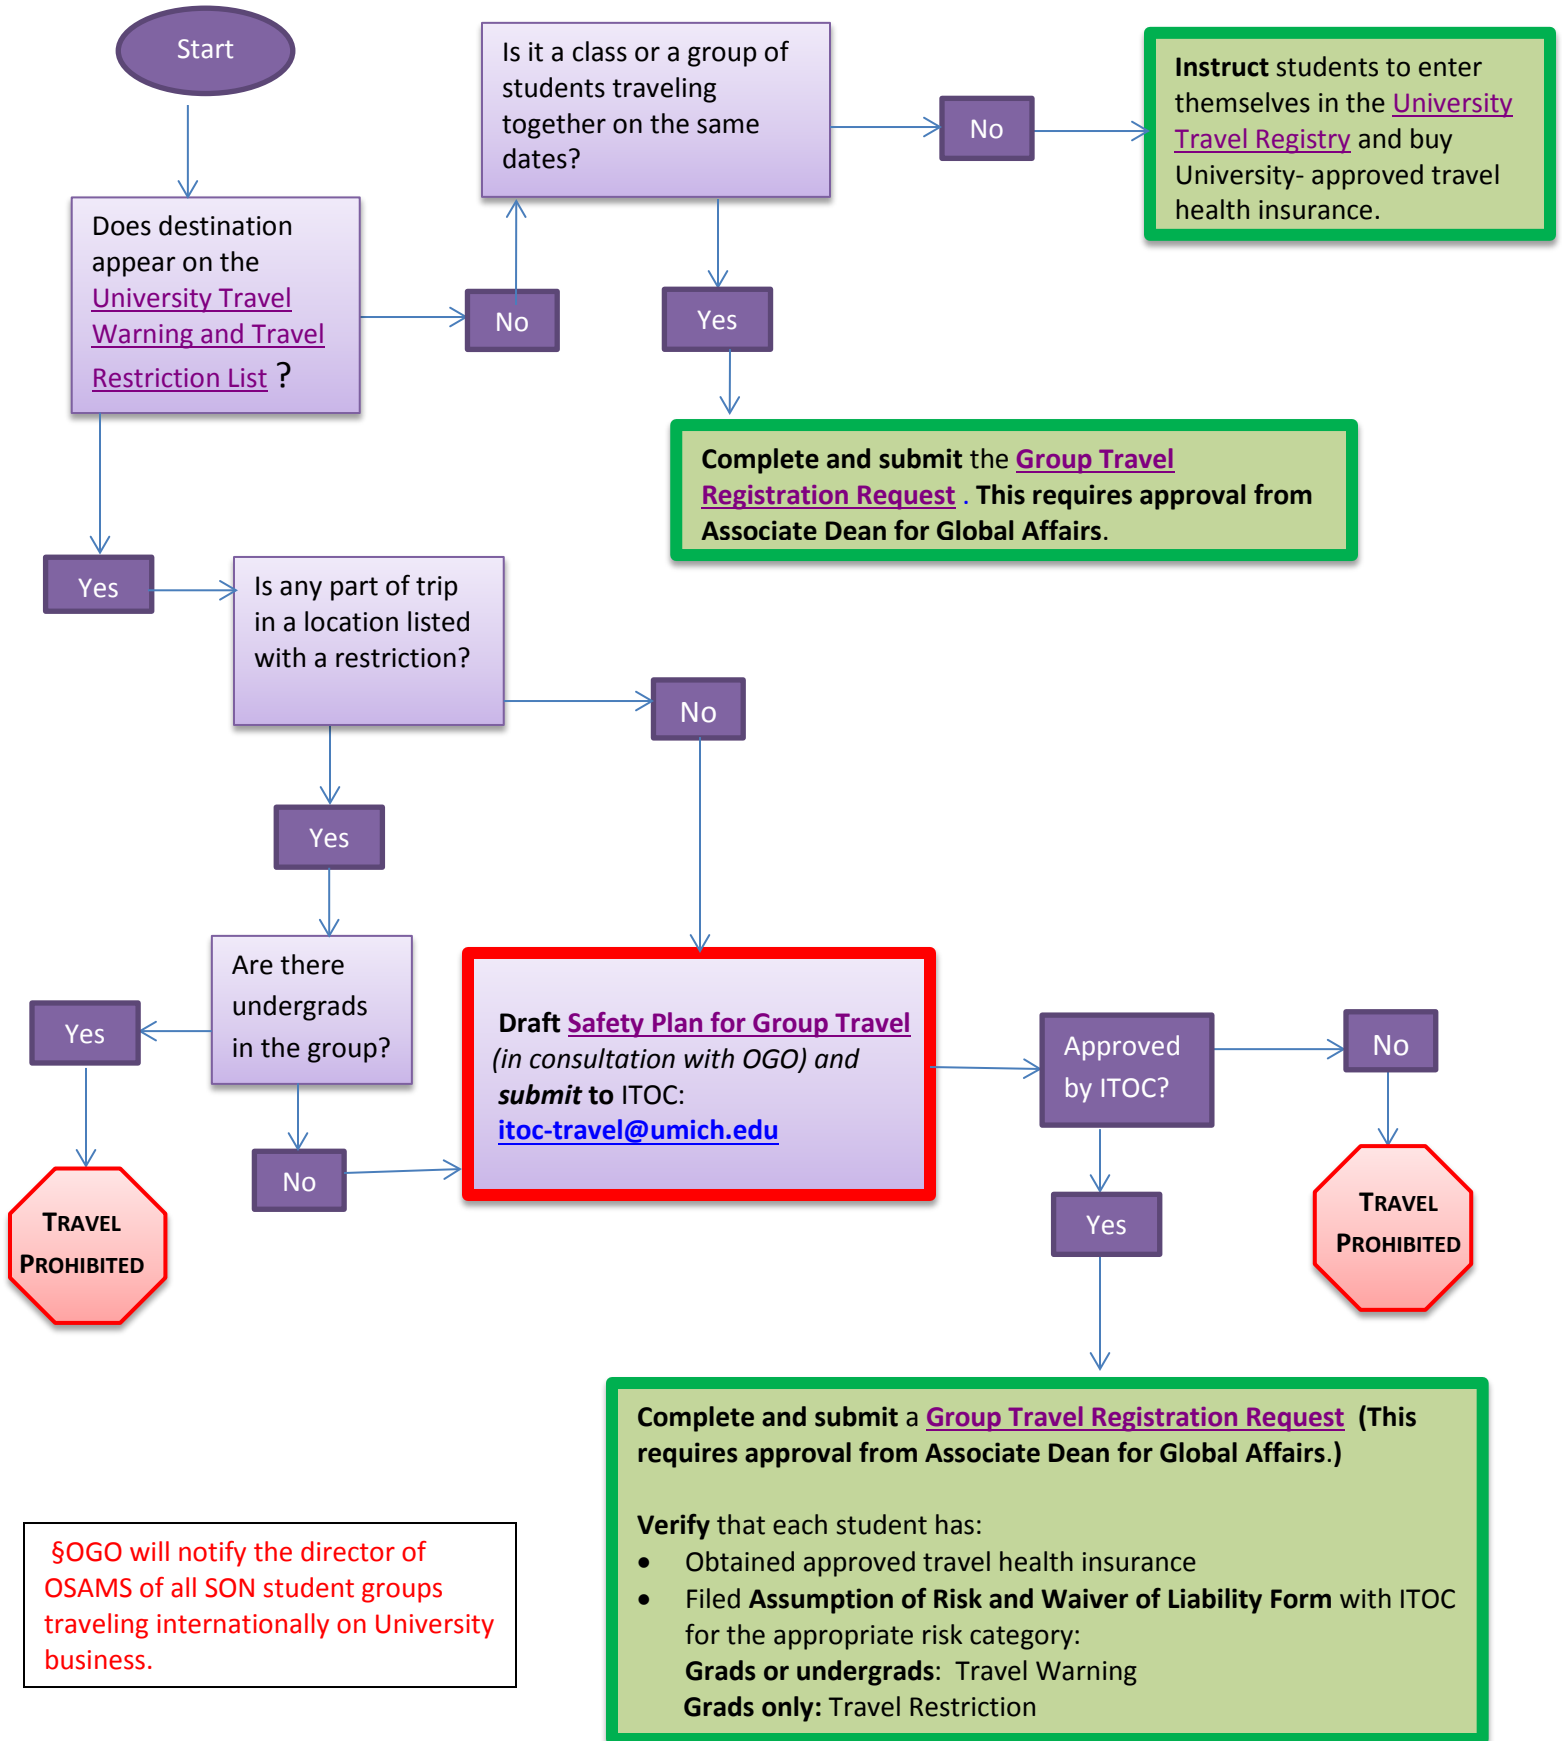 Start
Does destination
appear on the
University Travel
Warning and Travel
Restriction List ?
No
Is it a class or a group of
students traveling
together on the same
dates?
No
Instruct students to enter
themselves in the University
Travel Registry and buy
University- approved travel
health insurance.
Yes
Complete and submit the Group Travel
Registration Request . This requires approval from
Associate Dean for Global Affairs.
Yes
Is any part of trip
in a location listed
with a restriction?
No
Yes
Are there
undergrads
in the group?
Yes
TRAVEL
PROHIBITED
No
Draft Safety Plan for Group Travel
(in consultation with OGO) and
submit to ITOC:
itoc-travel@umich.edu
Approved
by ITOC?
No
TRAVEL
PROHIBITED
Yes
Complete and submit a Group Travel Registration Request (This
requires approval from Associate Dean for Global Affairs.)
Verify that each student has:
• Obtained approved travel health insurance
• Filed Assumption of Risk and Waiver of Liability Form with ITOC
for the appropriate risk category:
Grads or undergrads: Travel Warning
Grads only: Travel Restriction
§OGO will notify the director of
OSAMS of all SON student groups
traveling internationally on University
business.